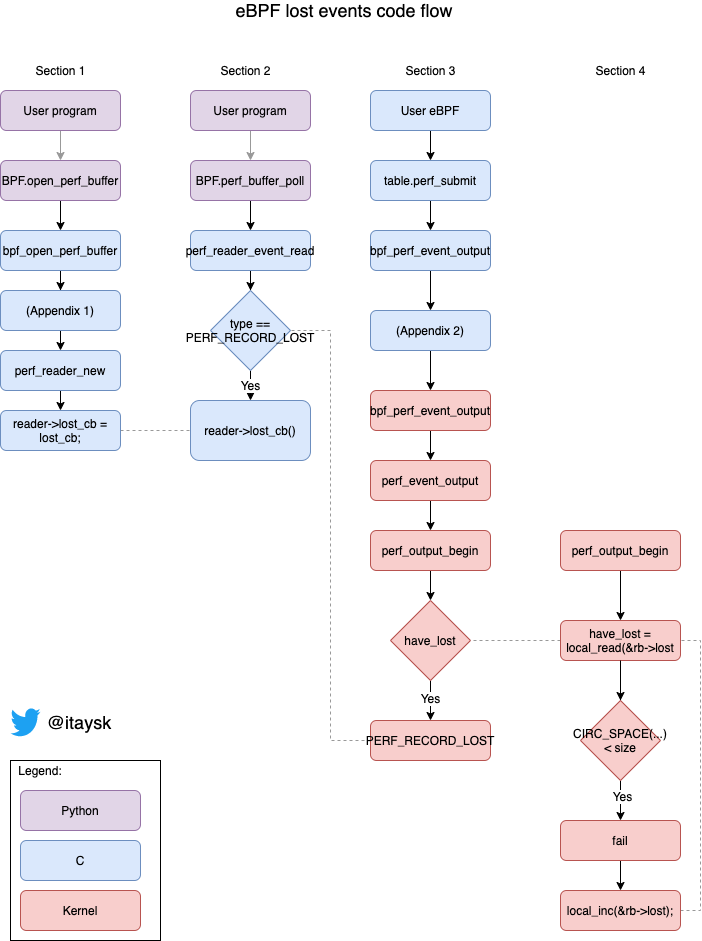 eBPF lost events code flow
Section 1
Section 2
Section 3
Section 4
User program
BPF.open_perf_buffer
bpf_open_perf_buffer
(Appendix 1)
perf_reader_new
reader->lost_cb =
lost_cb;
User program
BPF.perf_buffer_poll
perf_reader_event_read
type ==
PERF_RECORD_LOST
Yes
reader->lost_cb()
User eBPF
table.perf_submit
bpf_perf_event_output
(Appendix 2)
bpf_perf_event_output
perf_event_output
perf_output_begin
have_lost
Yes
PERF_RECORD_LOST
perf_output_begin
have_lost =
local_read(&rb->lost
CIRC_SPACE(...)
< size
Yes
fail
local_inc(&rb->lost);
@itaysk
Legend:
Python
C
Kernel